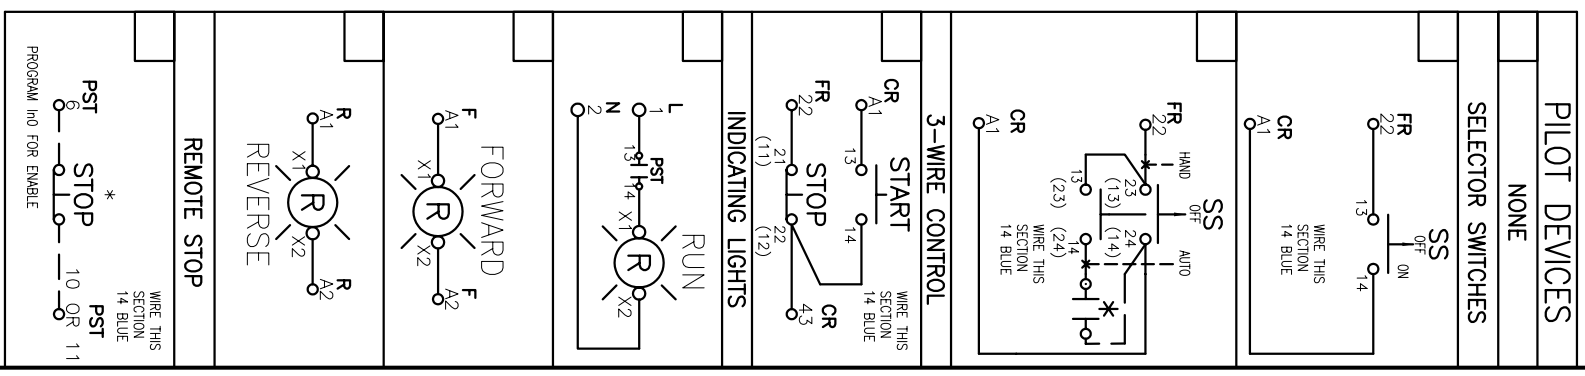 PILOT DEVICES
NONE
SELECTOR SWITCHES
SS
OFF
ON
FR
22
13
14
WIRE THIS
SECTION
14 BLUE
CR
A1
SS
OFF
HAND
AUTO
FR
22
23
(13)
24
(14)
13
(23)
14
(24)
*
WIRE THIS
SECTION
14 BLUE
CR
A1
3-WIRE CONTROL
START
CR
A1
13
14
WIRE THIS
SECTION
14 BLUE
STOP
FR
22
21
(11)
22
(12)
43
CR
INDICATING LIGHTS
RUN
L
1
PST
13
14
X1
R
X2
N
2
FORWARD
F
A1
X1
R
X2
F
A2
R
A1
X1
R
X2
R
A2
REVERSE
REMOTE STOP
WIRE THIS
SECTION
14 BLUE
*
STOP
PST
6
10 OR 11
PST
PROGRAM In0 FOR ENABLE